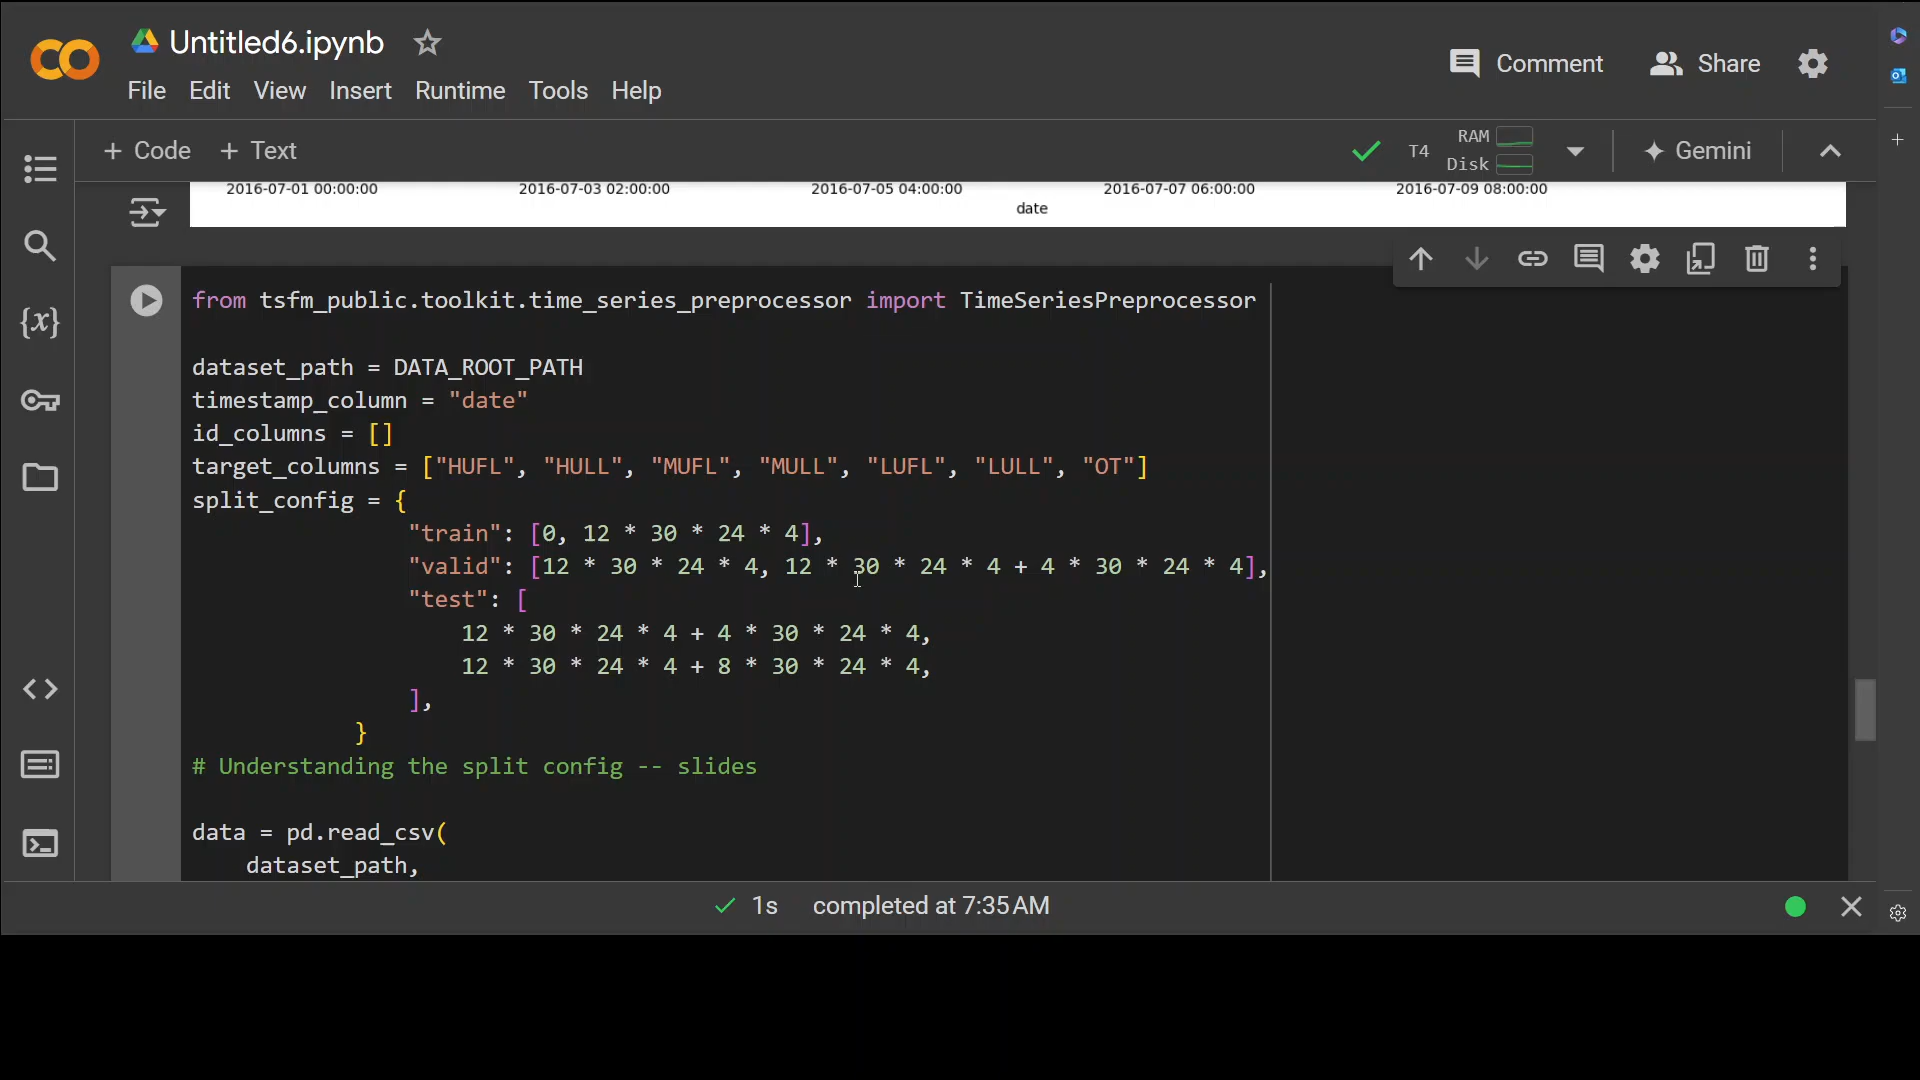 Untitled6.ipynb
File Edit View Insert Runtime Tools Help
Comment Share
+ Code + Text
T4 RAM Disk Gemini
2016-07-01 00:00:00 2016-07-03 02:00:00 2016-07-05 04:00:00 2016-07-07 06:00:00 2016-07-09 08:00:00
date
from tsfm_public.toolkit.time_series_preprocessor import TimeSeriesPreprocessor
dataset_path = DATA_ROOT_PATH
timestamp_column = "date"
id_columns = []
target_columns = ["HUFL", "HULL", "MUFL", "MULL", "LUFL", "LULL", "OT"]
split_config = {
"train": [0, 12 * 30 * 24 * 4],
"valid": [12 * 30 * 24 * 4, 12 * 30 * 24 * 4 + 4 * 30 * 24 * 4],
"test": [
12 * 30 * 24 * 4 + 4 * 30 * 24 * 4,
12 * 30 * 24 * 4 + 8 * 30 * 24 * 4,
],
}
# Understanding the split config -- slides
data = pd.read_csv(
dataset_path,
1s completed at 7:35 AM